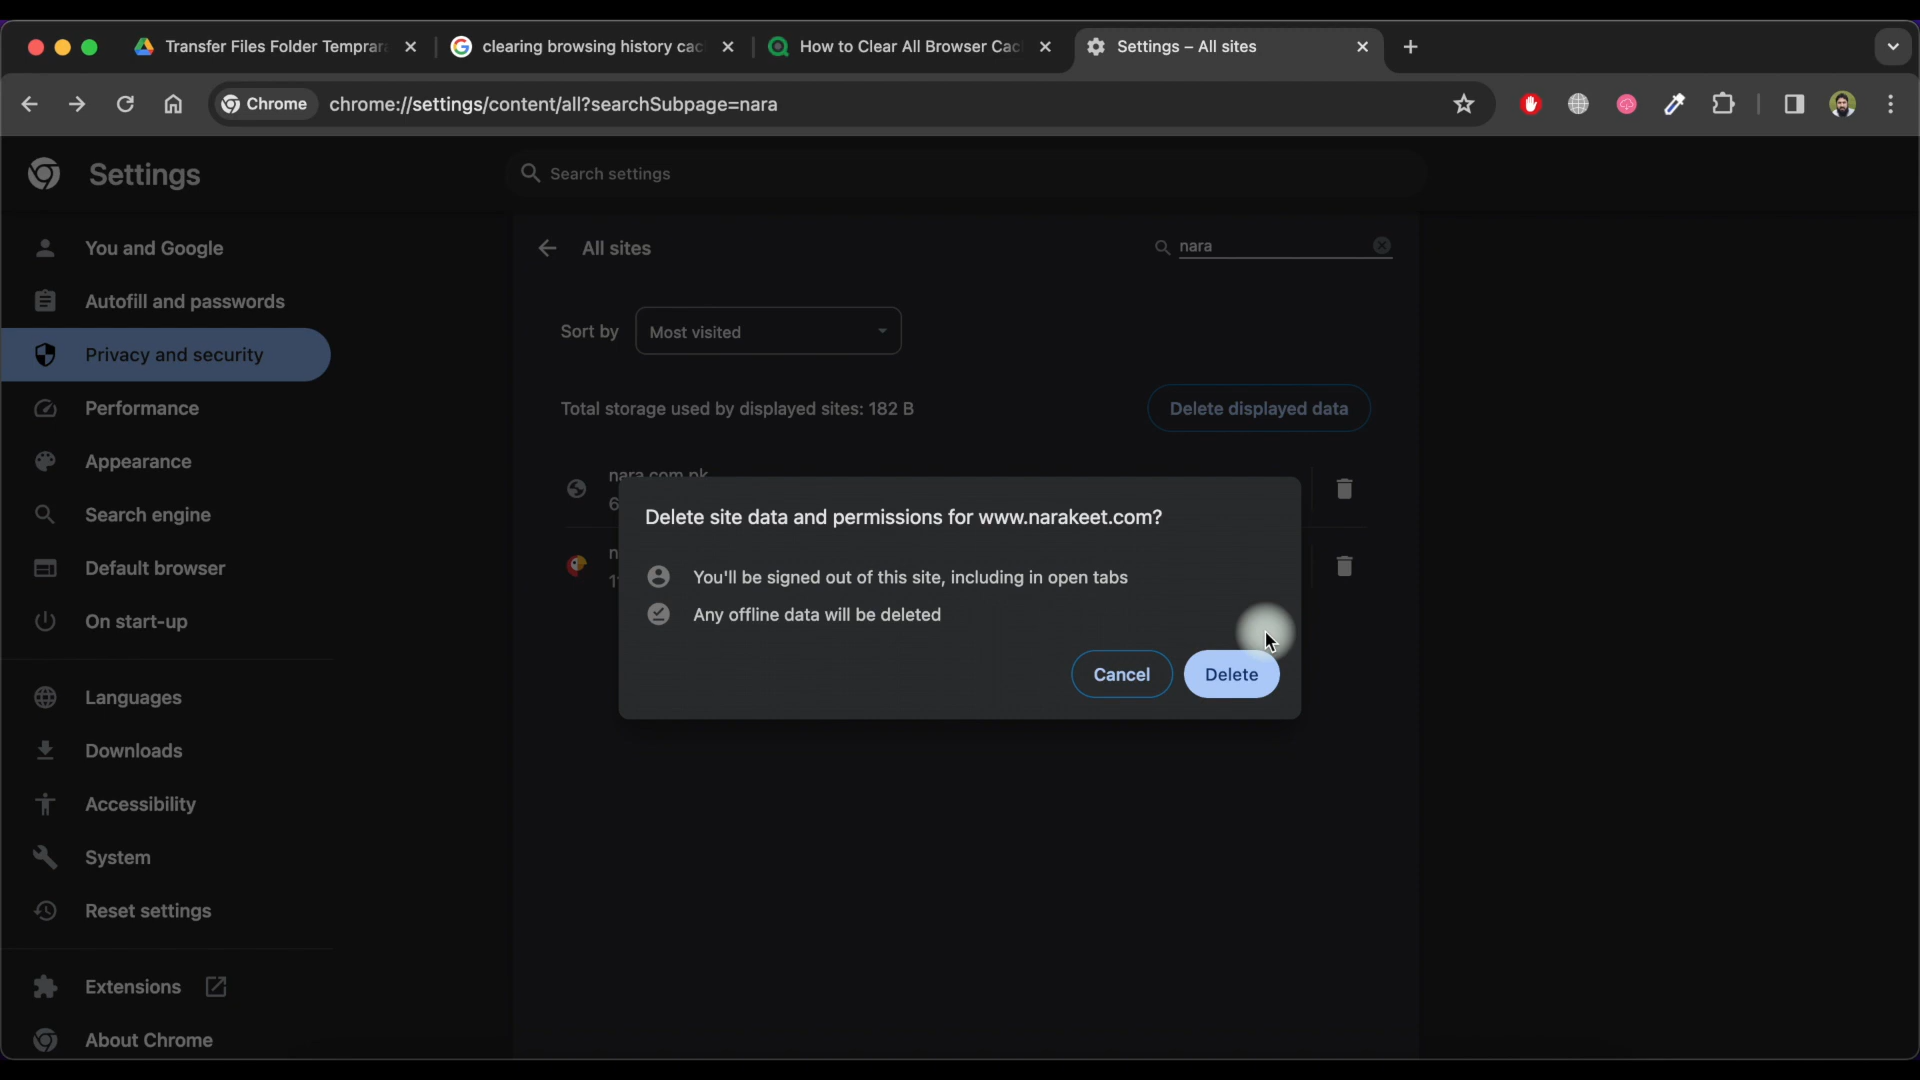 Transfer Files Folder Temprar
clearing browsing history cac
How to Clear All Browser Cac
Settings – All sites
Chrome
chrome://settings/content/all?searchSubpage=nara
Settings
Search settings
You and Google
Autofill and passwords
Privacy and security
Performance
Appearance
Search engine
Default browser
On start-up
Languages
Downloads
Accessibility
System
Reset settings
Extensions
About Chrome
All sites
nara
Sort by
Most visited
Total storage used by displayed sites: 182 B
Delete displayed data
nara.com.pk
6
n
Delete site data and permissions for www.narakeet.com?
You'll be signed out of this site, including in open tabs
Any offline data will be deleted
Cancel
Delete